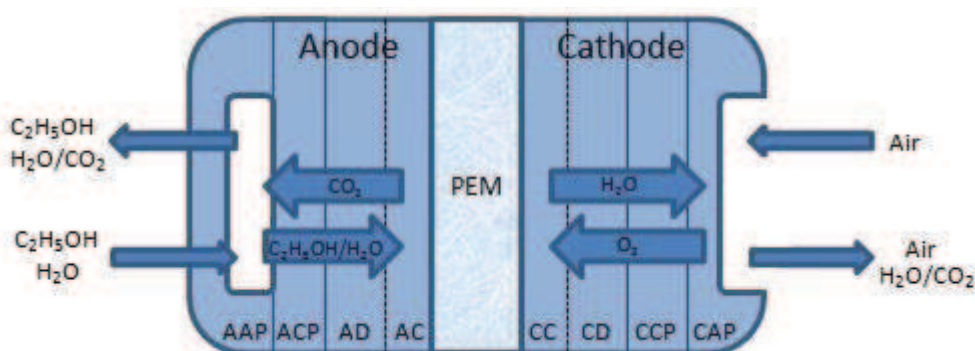 Anode
Cathode
C₂H₅OH
H₂O/CO₂
Air
CO₂
PEM
H₂O
C₂H₅OH
H₂O
C₂H₅OH/H₂O
O₂
Air
H₂O/CO₂
AAP ACP AD AC CC CD CCP CAP